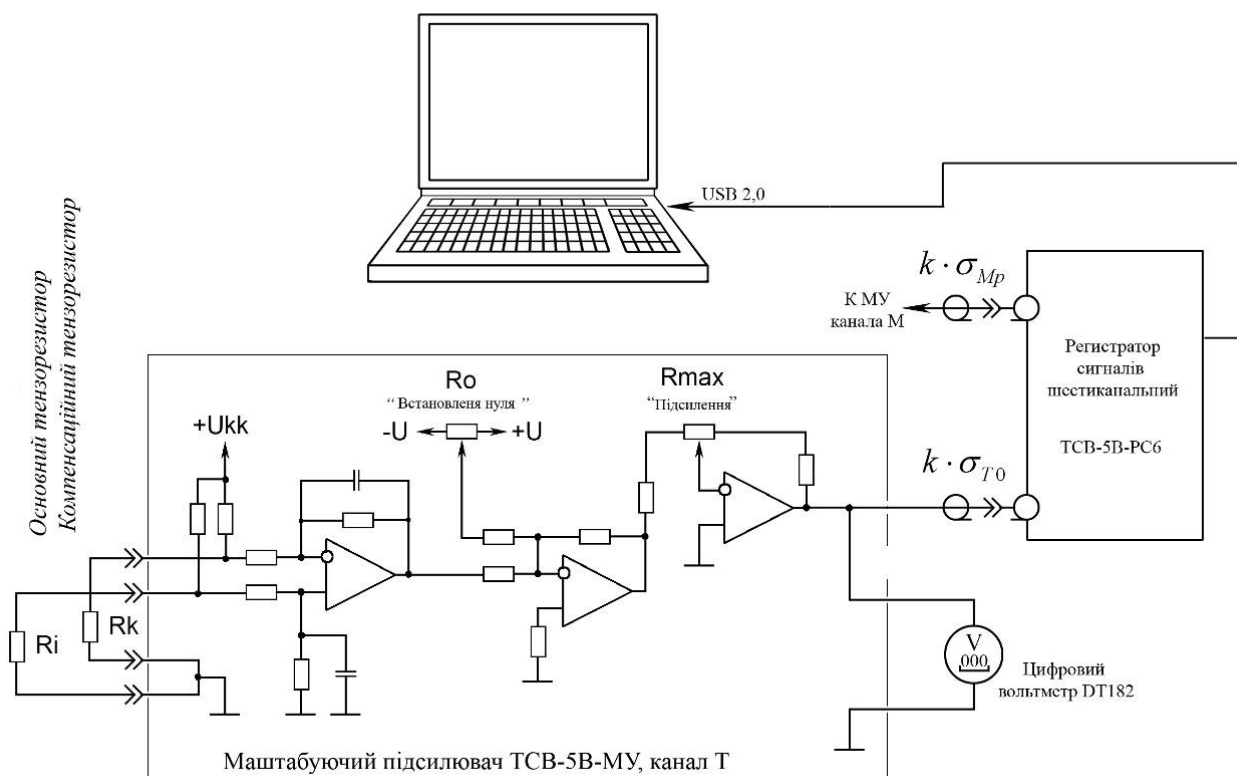 USB 2,0
Основний тензорезистор
Компенсаційний тензорезистор
k · σMp
К МУ
канала М
Регистратор
сигналів
шестиканальний
ТСВ-5В-РС6
Ro
“Встановленя нуля”
-U
+U
Rmax
“Підсилення”
+Ukk
k · σT0
Rk
Ri
V
000
Цифровий
вольтметр DT182
Маштабуючий підсилювач ТСВ-5В-МУ, канал Т